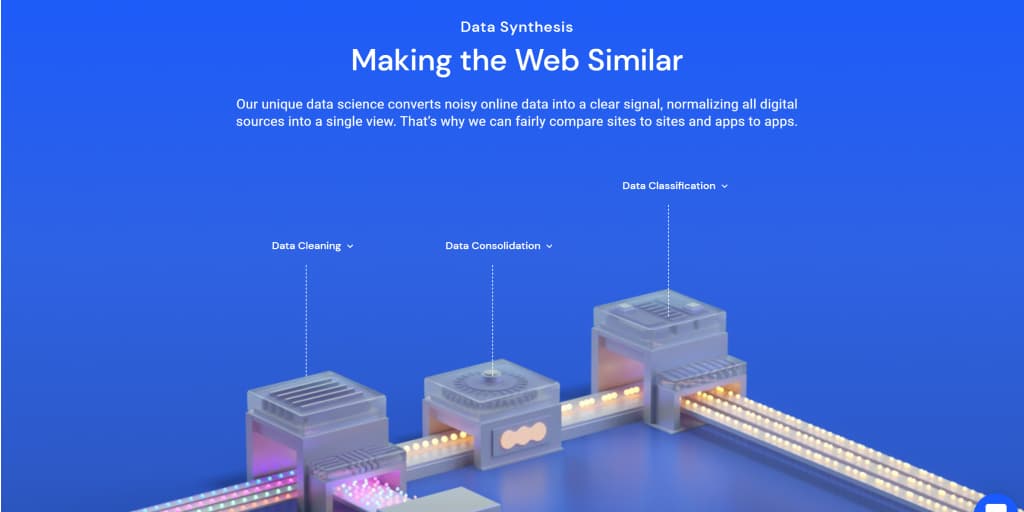 Data Synthesis
Making the Web Similar
Our unique data science converts noisy online data into a clear signal, normalizing all digital
sources into a single view. That's why we can fairly compare sites to sites and apps to apps.
Data Classification
Data Cleaning
Data Consolidation